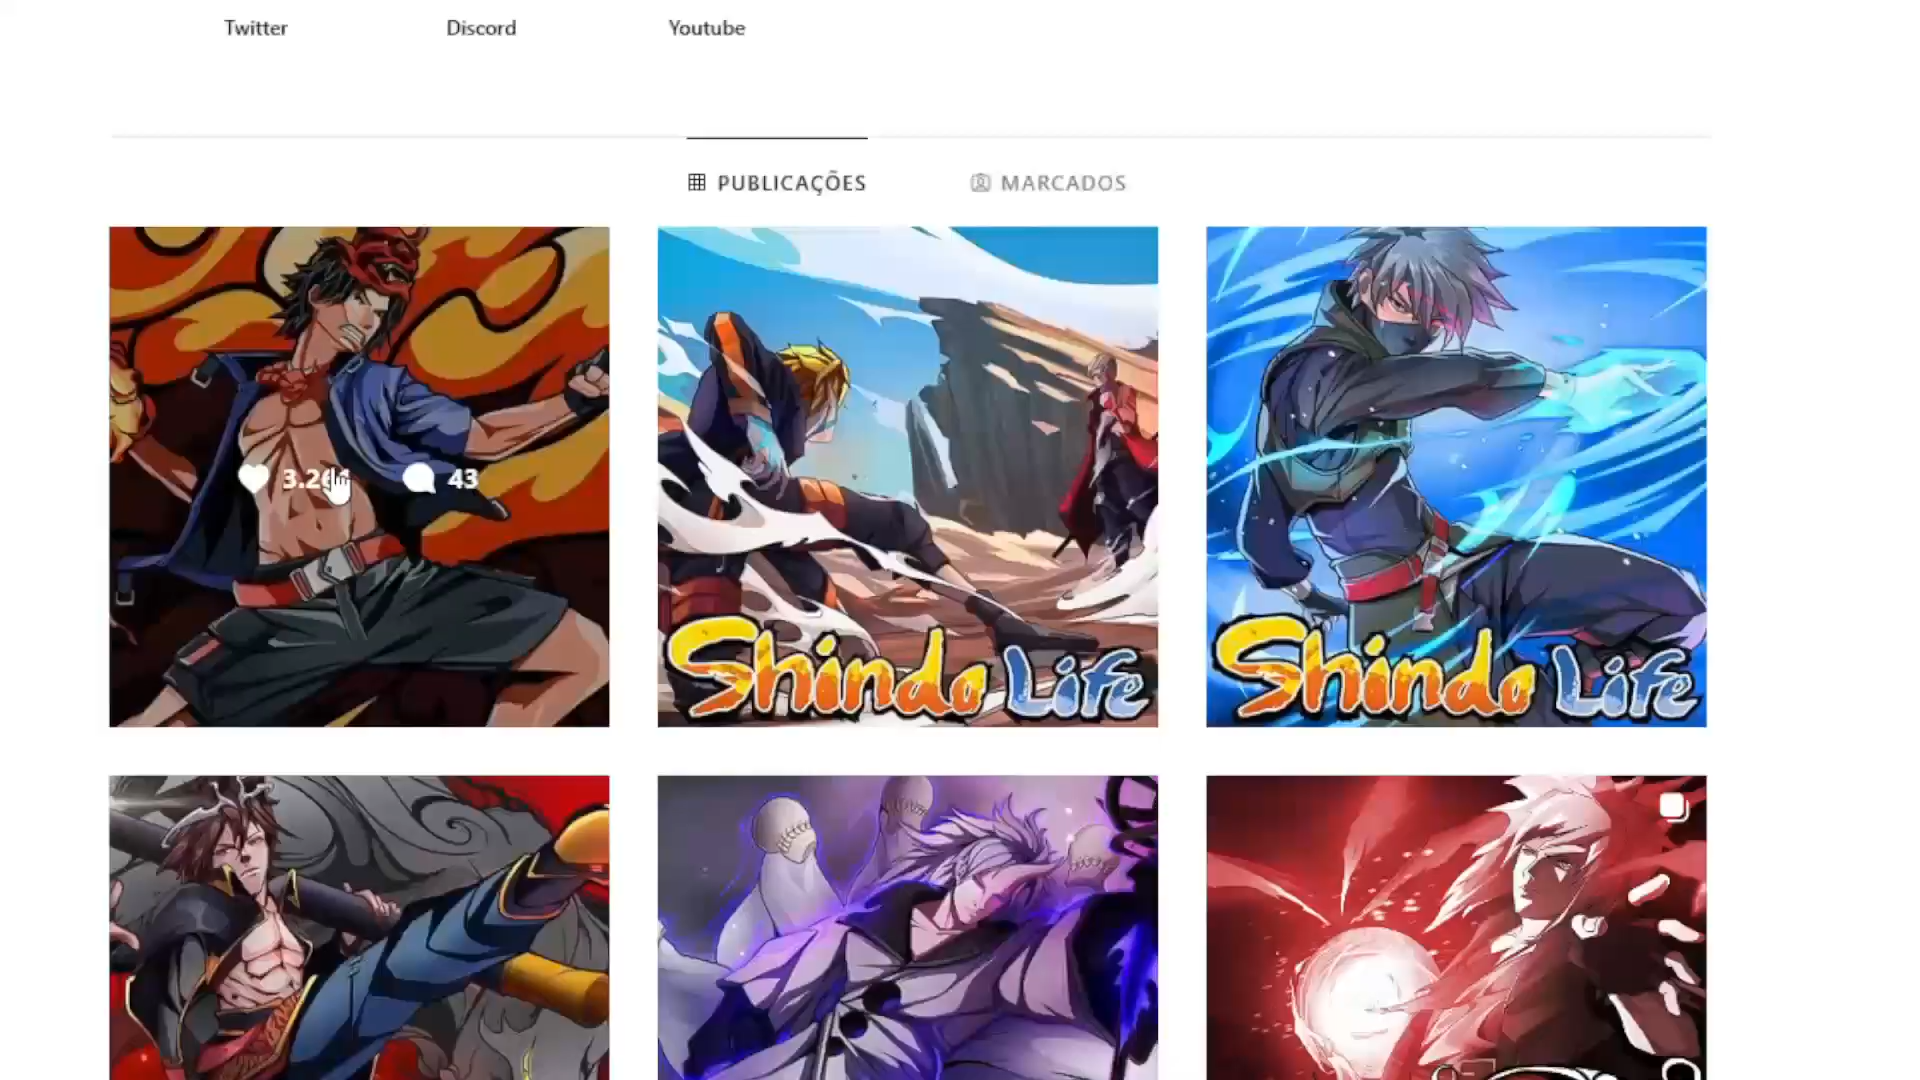 Twitter Discord Youtube
PUBLICAÇÕES MARCADOS
43
Shindo Life Shindo Life